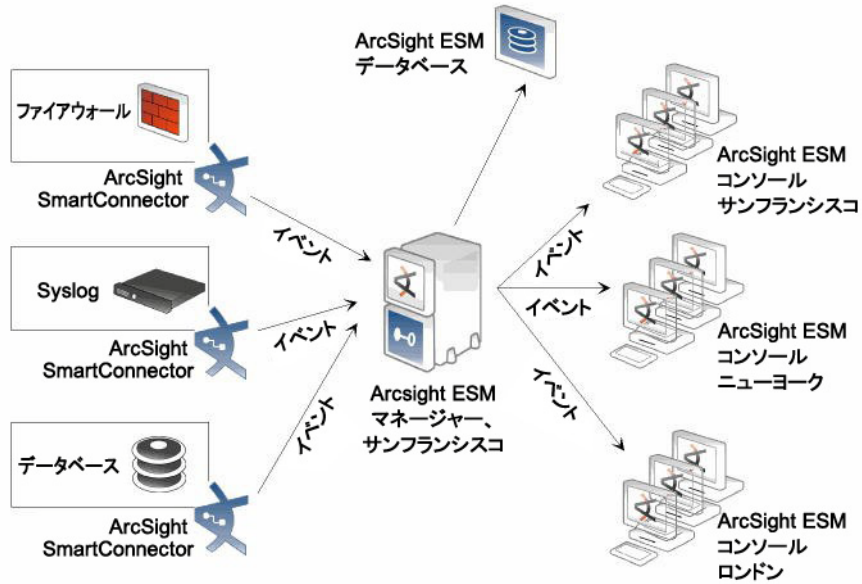 ArcSight ESM
データベース
ファイアウォール
ArcSight
SmartConnector
イベント
Syslog
ArcSight
SmartConnector
イベント
データベース
ArcSight
SmartConnector
イベント
Arcsight ESM
マネージャー、
サンフランシスコ
イベント
ArcSight ESM
コンソール
サンフランシスコ
イベント
ArcSight ESM
コンソール
ニューヨーク
イベント
ArcSight ESM
コンソール
ロンドン